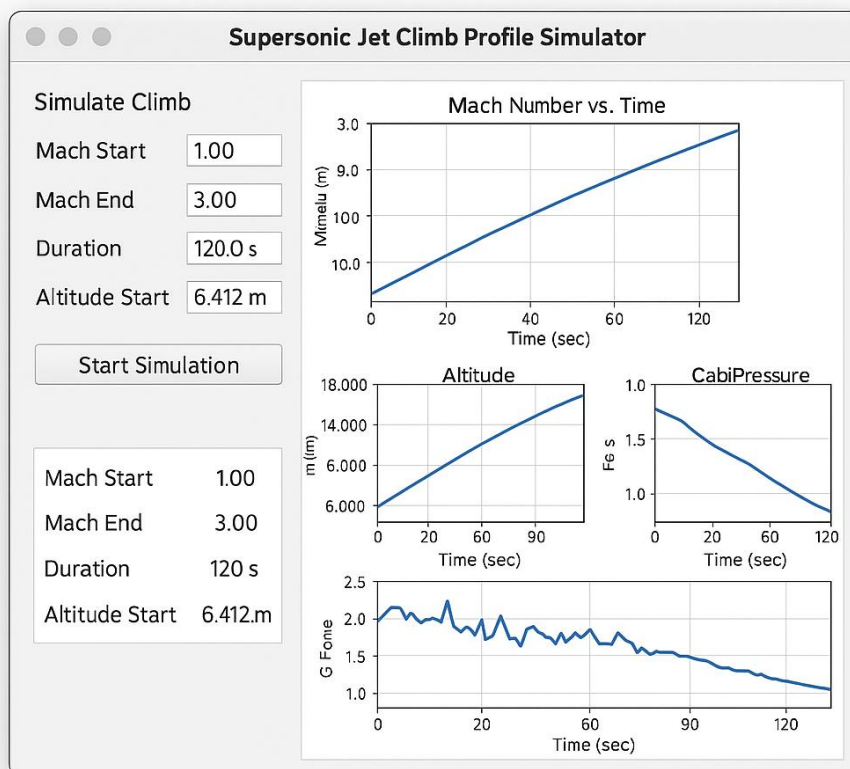 Supersonic Jet Climb Profile Simulator
Simulate Climb
Mach Start 1.00
Mach End 3.00
Duration 120.0 s
Altitude Start 6.412 m
Start Simulation
Mach Start 1.00
Mach End 3.00
Duration 120 s
Altitude Start 6.412.m
Mach Number vs. Time
3.0
9.0
100
10.0
Mimelu (m)
0 20 40 60 120
Time (sec)
Altitude
18.000
14.000
6.000
6.000
m (m)
0 20 60 90
Time (sec)
CabiPressure
1.0
1.5
1.0
Fe s
0 20 60 120
Time (sec)
2.5
2.0
1.5
1.0
G Fome
0 20 60 90 120
Time (sec)